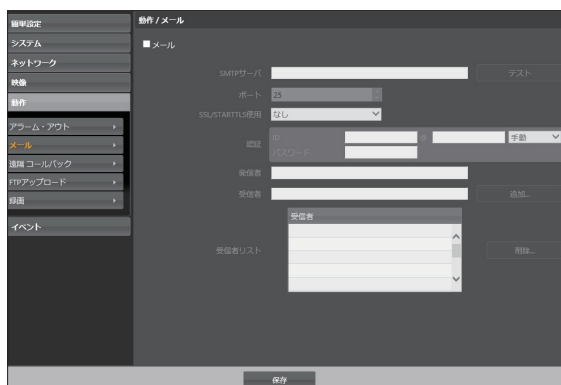 簡単設定
システム
ネットワーク
映像
動作
アラーム・アウト
メール
遠隔 コールバック
FTPアップロード
録画
イベント
動作 / メール
メール
SMTPサーバ
テスト
ポート 25
SSL/STARTTLS使用 なし
認証
ID @ 手動
パスワード
発信者
受信者 追加...
受信者
受信者リスト 削除...
保存